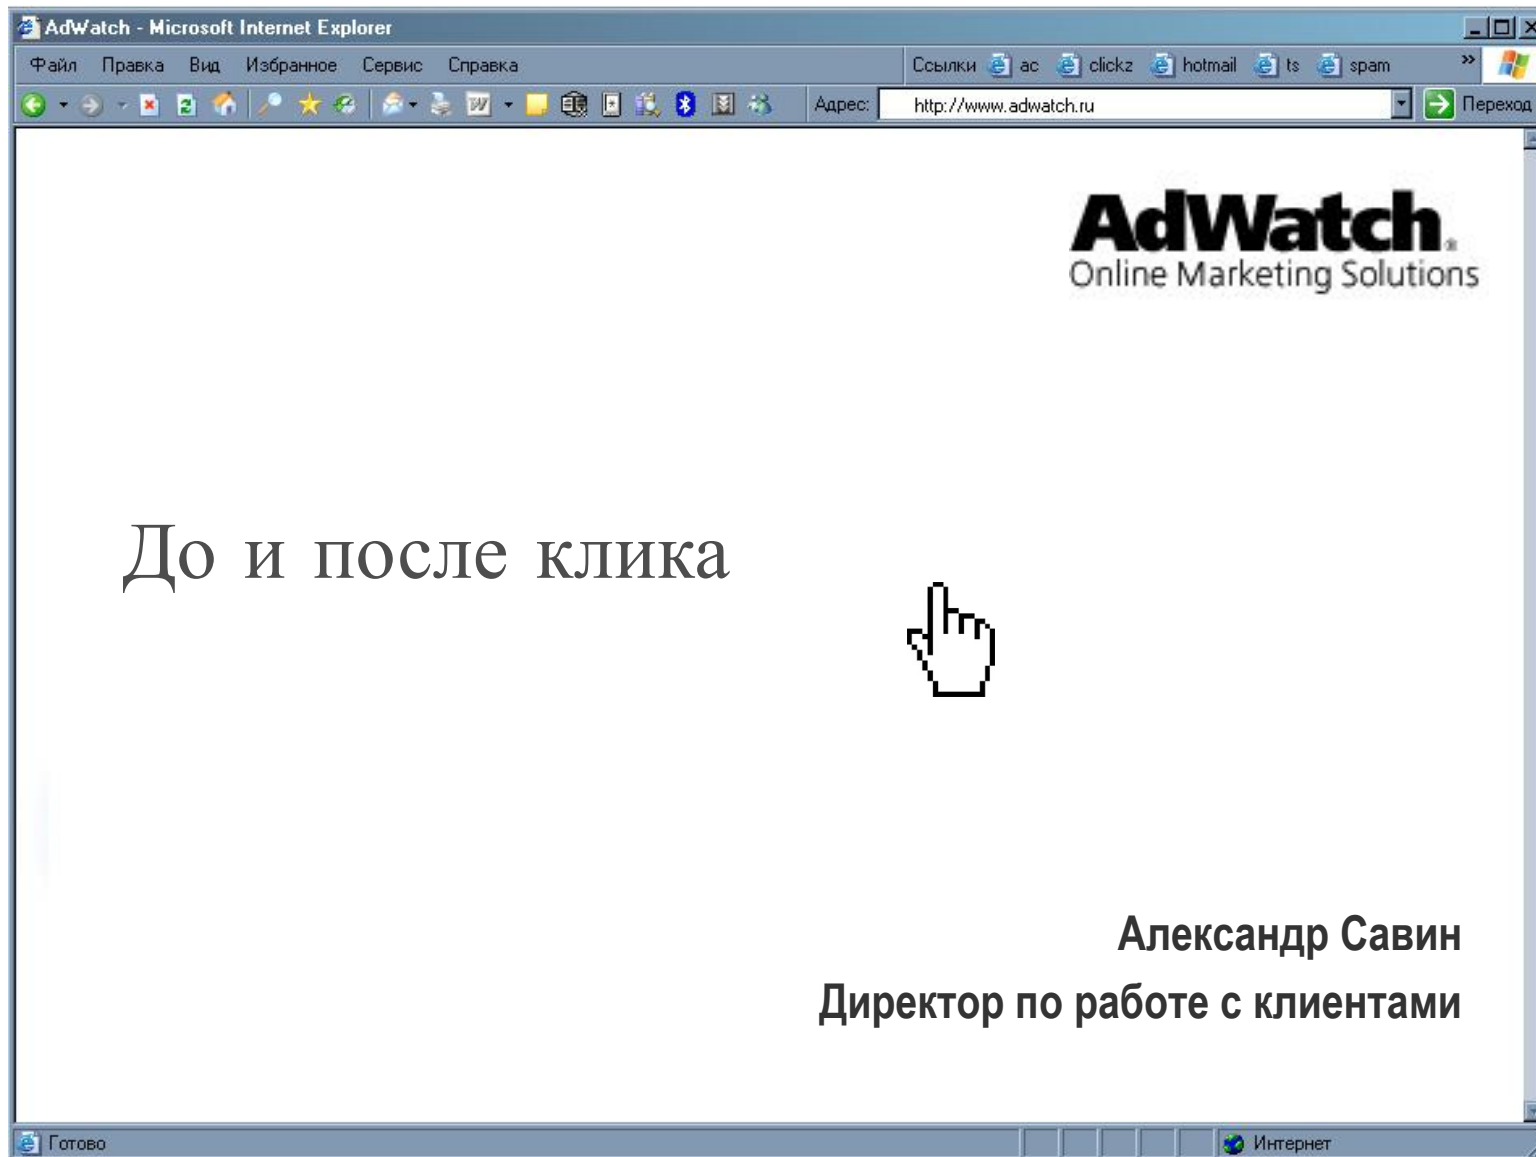 AdWatch - Microsoft Internet Explorer
Файл Правка Вид Избранное Сервис Справка Ссылки ac clickz hotmail ts spam »
Адрес: http://www.adwatch.ru Переход
AdWatch®
Online Marketing Solutions
До и после клика
Александр Савин
Директор по работе с клиентами
Готово Интернет